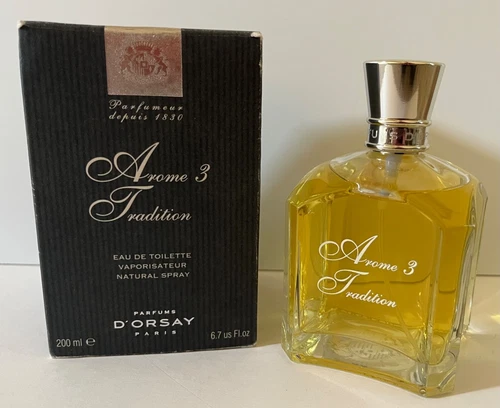 Parfumeur
depuis 1830
Arome 3
Tradition
EAU DE TOILETTE
VAPORISATEUR
NATURAL SPRAY
PARFUMS
D'ORSAY
PARIS
200 ml e
6.7 us Fl.oz
Arome 3
Tradition